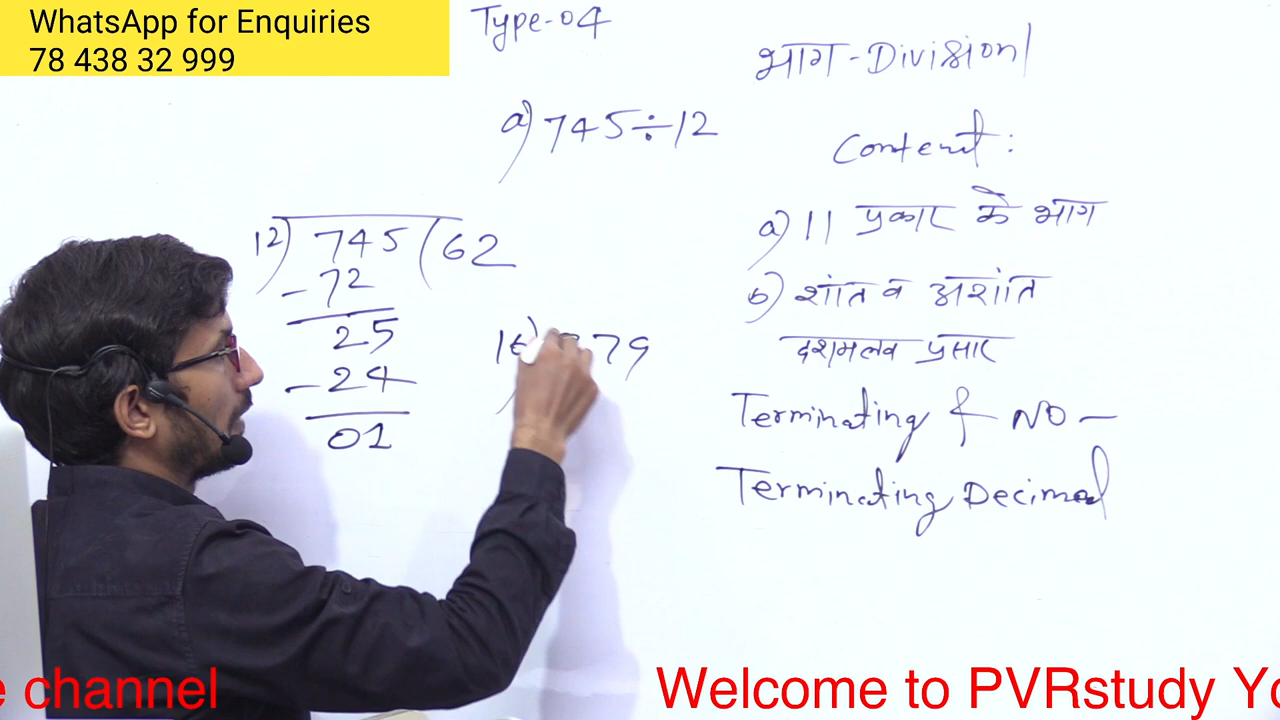 WhatsApp for Enquiries
78 438 32 999
Type-04
भाग-Division
a) 745÷12
Content:
a) 11 प्रकार के भाग
b) शांत व अशांत
दशमलव प्रसार
Terminating & NO-
Terminating Decimal
12) 745 (62
-72
25
-24
01
79
e channel
Welcome to PVRstudy Yo